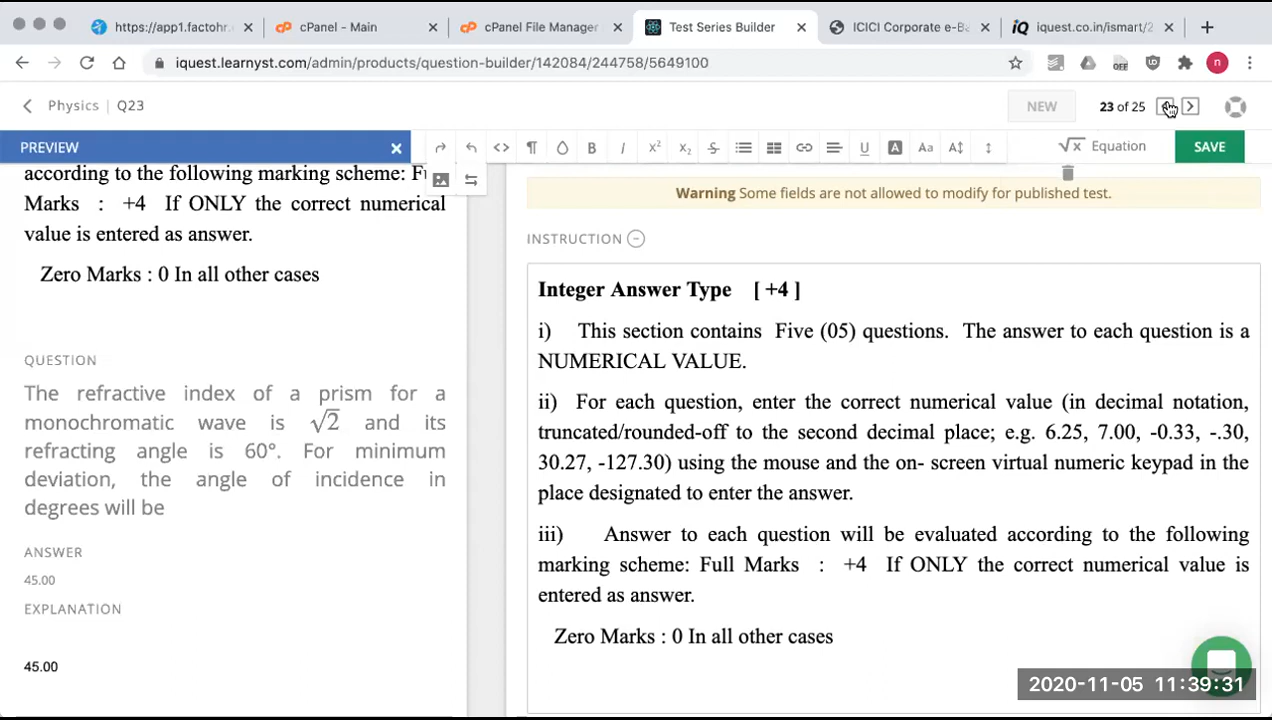 https://app1.factohr.c
cPanel - Main
cPanel File Manager
Test Series Builder
ICICI Corporate e-Ba
iQ iquest.co.in/ismart/2
iquest.learnyst.com/admin/products/question-builder/142084/244758/5649100
OFF
n
Physics Q23
NEW
23 of 25
PREVIEW
B I x² x₂ S U A Aa A
Equation
SAVE
according to the following marking scheme: Fu
Marks : +4 If ONLY the correct numerical
value is entered as answer.
Zero Marks : 0 In all other cases
QUESTION
The refractive index of a prism for a
monochromatic wave is √2 and its
refracting angle is 60°. For minimum
deviation, the angle of incidence in
degrees will be
ANSWER
45.00
EXPLANATION
45.00
Warning Some fields are not allowed to modify for published test.
INSTRUCTION
Integer Answer Type [ +4 ]
i) This section contains Five (05) questions. The answer to each question is a
NUMERICAL VALUE.
ii) For each question, enter the correct numerical value (in decimal notation,
truncated/rounded-off to the second decimal place; e.g. 6.25, 7.00, -0.33, -.30,
30.27, -127.30) using the mouse and the on- screen virtual numeric keypad in the
place designated to enter the answer.
iii) Answer to each question will be evaluated according to the following
marking scheme: Full Marks : +4 If ONLY the correct numerical value is
entered as answer.
Zero Marks : 0 In all other cases
2020-11-05 11:39:31